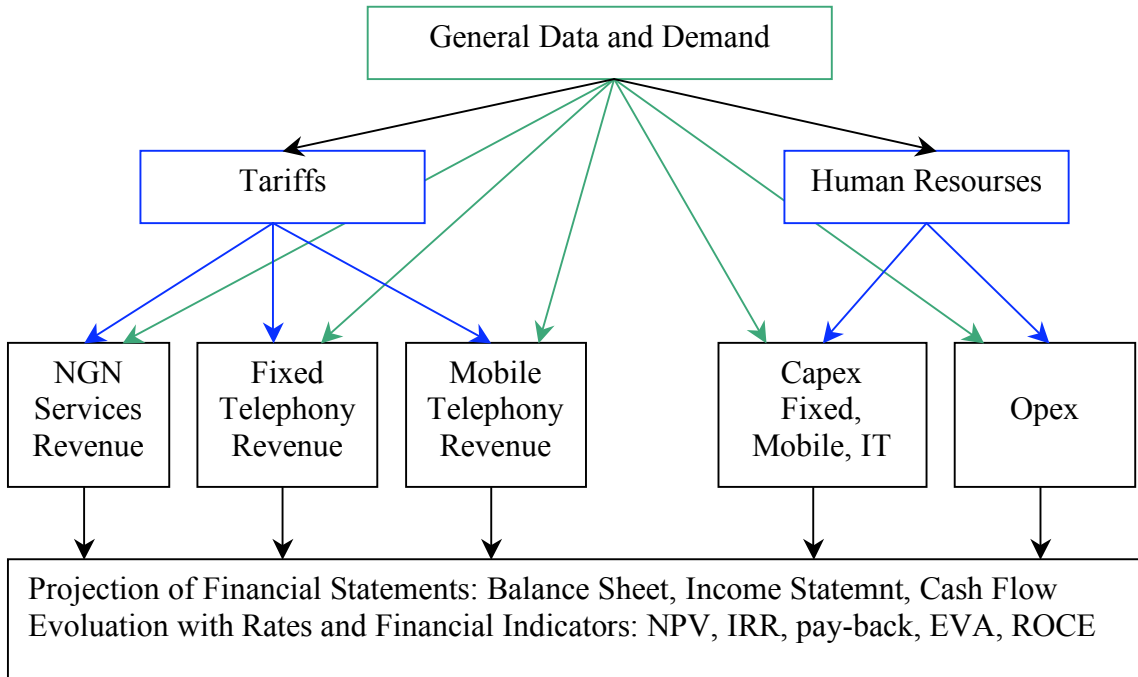 General Data and Demand
Tariffs
Human Resourses
NGN
Services
Revenue
Fixed
Telephony
Revenue
Mobile
Telephony
Revenue
Capex
Fixed,
Mobile, IT
Opex
Projection of Financial Statements: Balance Sheet, Income Statemnt, Cash Flow
Evoluation with Rates and Financial Indicators: NPV, IRR, pay-back, EVA, ROCE